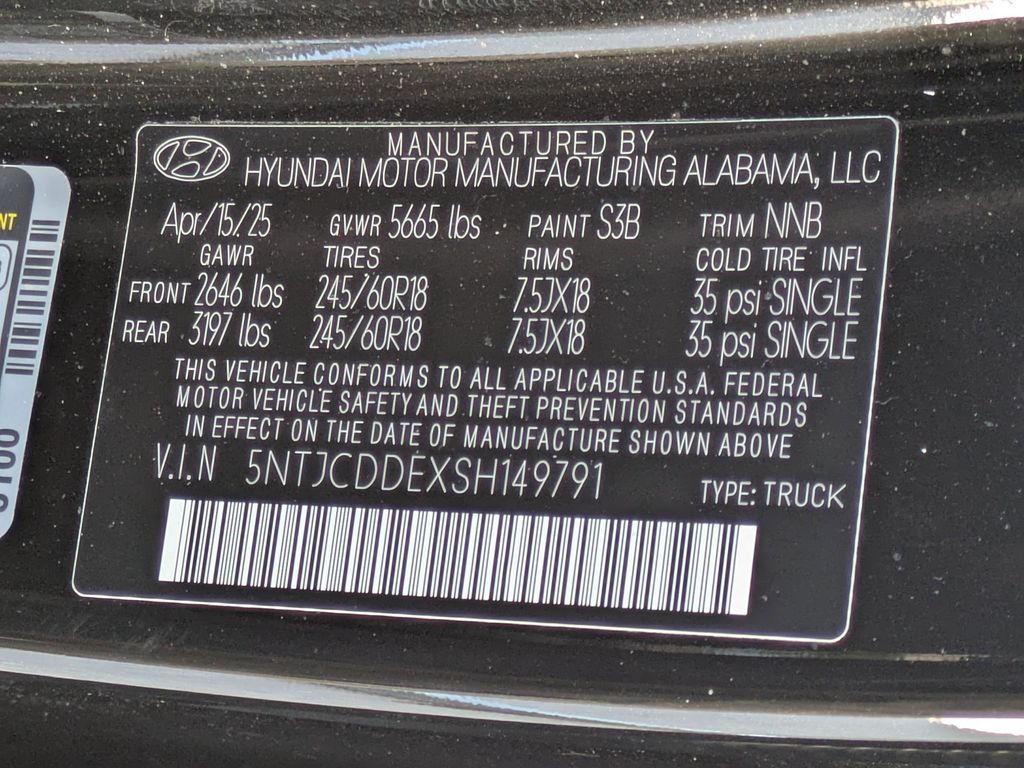 MANUFACTURED BY
HYUNDAI MOTOR MANUFACTURING ALABAMA, LLC
Apr/15/25 GVWR 5665 lbs PAINT S3B TRIM NNB
GAWR TIRES RIMS COLD TIRE INFL
FRONT 2646 lbs 245/60R18 7.5JX18 35 psi SINGLE
REAR 3197 lbs 245/60R18 7.5JX18 35 psi SINGLE
THIS VEHICLE CONFORMS TO ALL APPLICABLE U.S.A. FEDERAL
MOTOR VEHICLE SAFETY AND THEFT PREVENTION STANDARDS
IN EFFECT ON THE DATE OF MANUFACTURE SHOWN ABOVE
V.I.N 5NTJCDDEXSH149791 TYPE: TRUCK